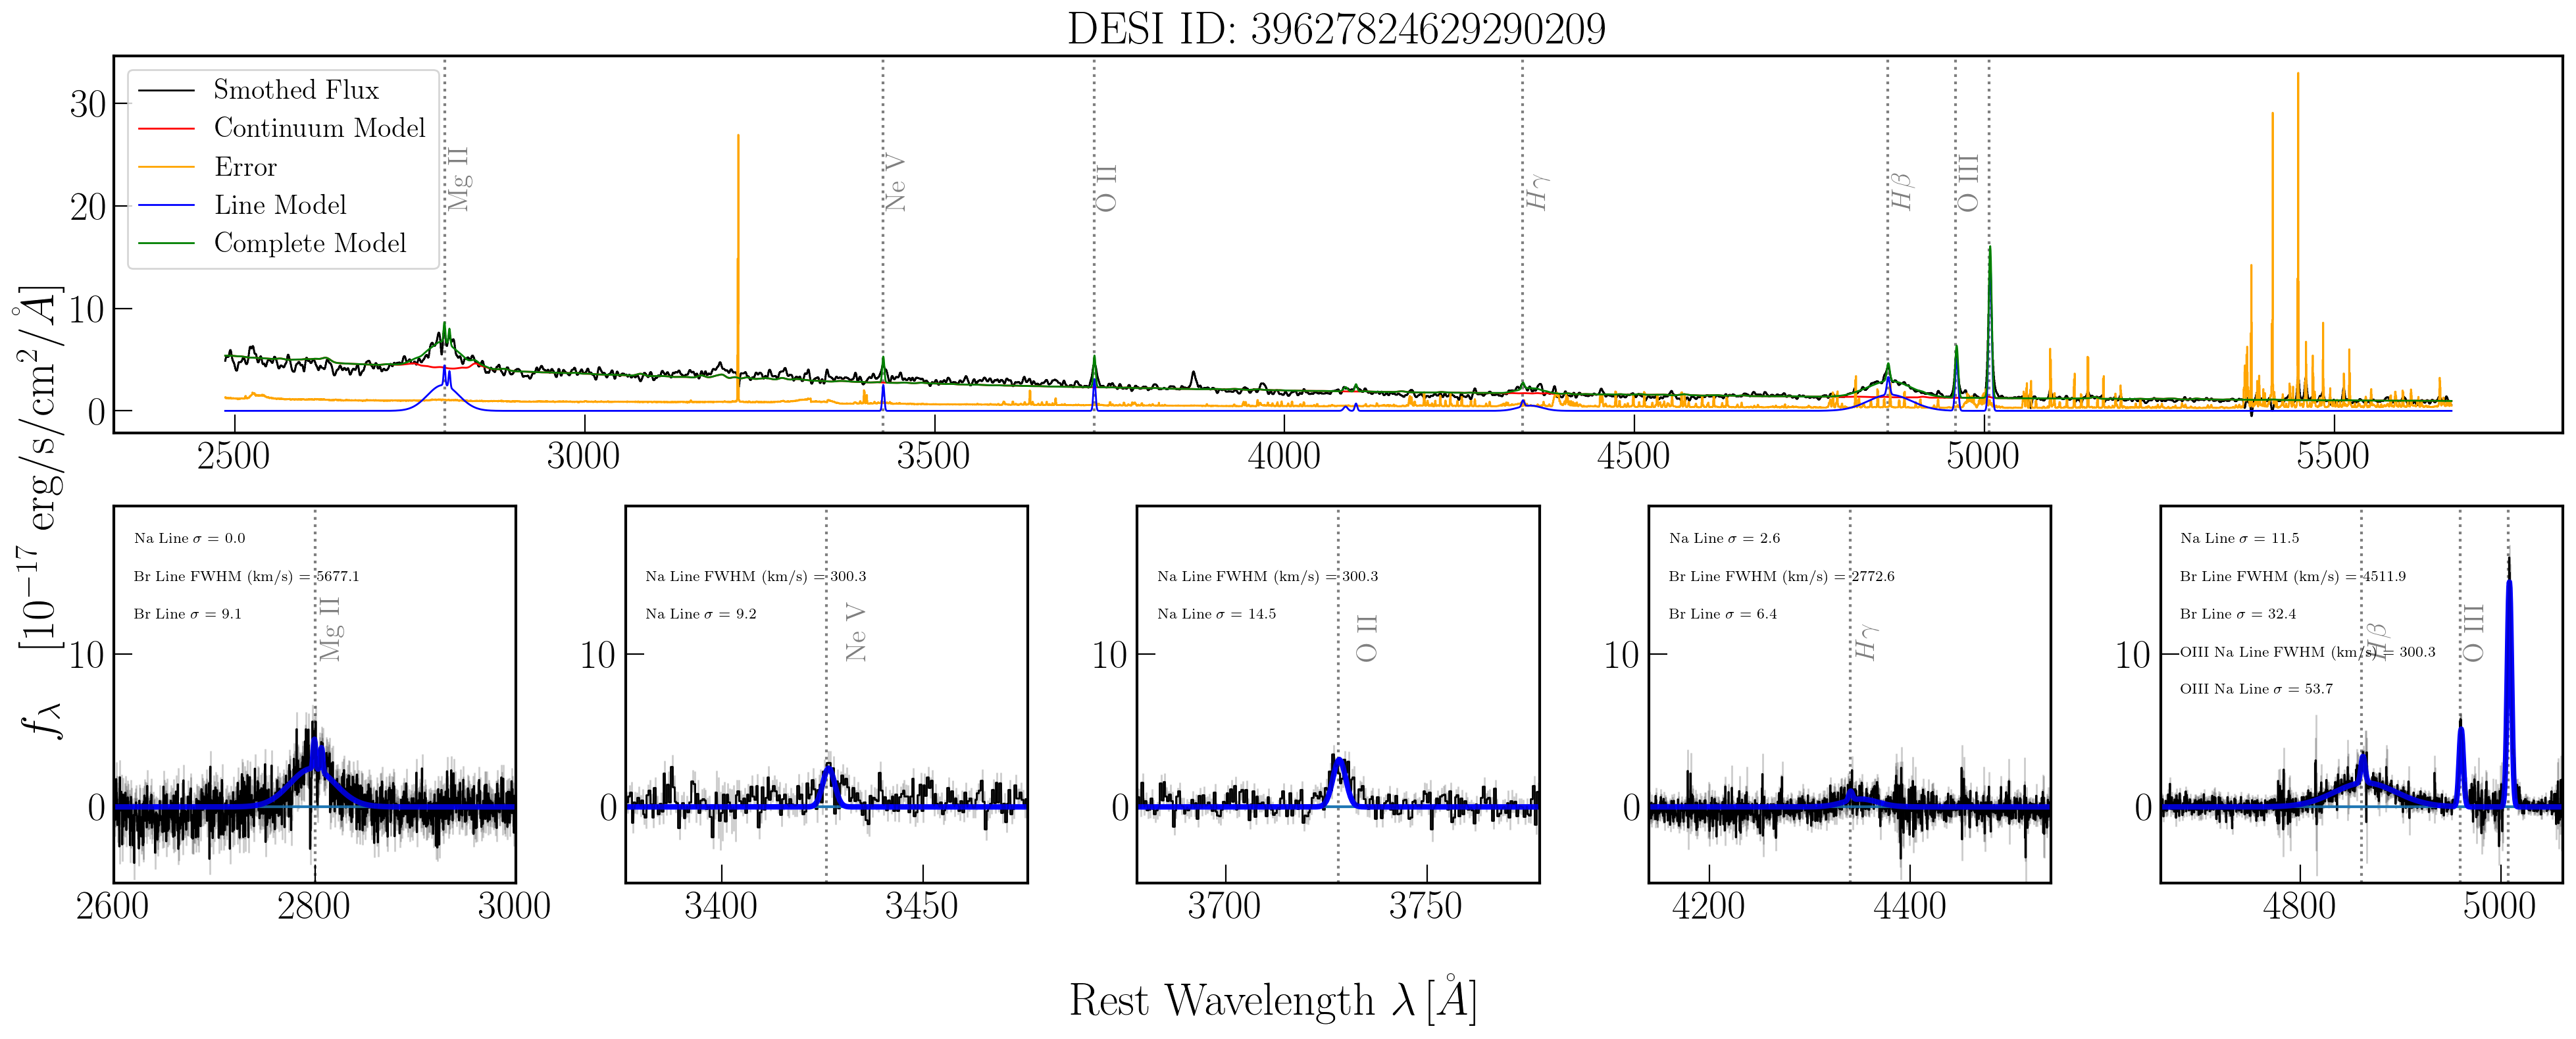 DESI ID: 39627824629290209
Smothed Flux
Continuum Model
Error
Line Model
Complete Model
Mg II
Ne V
O II
Hγ
Hβ
O III
30
20
10
0
2500 3000 3500 4000 4500 5000 5500
f_λ [10⁻¹⁷ erg/s/cm²/Å]
Na Line σ = 0.0
Br Line FWHM (km/s) = 5677.1
Br Line σ = 9.1
Mg II
10
0
2600 2800 3000
Na Line FWHM (km/s) = 300.3
Na Line σ = 9.2
Ne V
10
0
3400 3450
Na Line FWHM (km/s) = 300.3
Na Line σ = 14.5
O II
10
0
3700 3750
Na Line σ = 2.6
Br Line FWHM (km/s) = 2772.6
Br Line σ = 6.4
Hγ
10
0
4200 4400
Na Line σ = 11.5
Br Line FWHM (km/s) = 4511.9
Br Line σ = 32.4
OIII Na Line FWHM (km/s) = 300.3
OIII Na Line σ = 53.7
Hβ
O III
10
0
4800 5000
Rest Wavelength λ [Å]